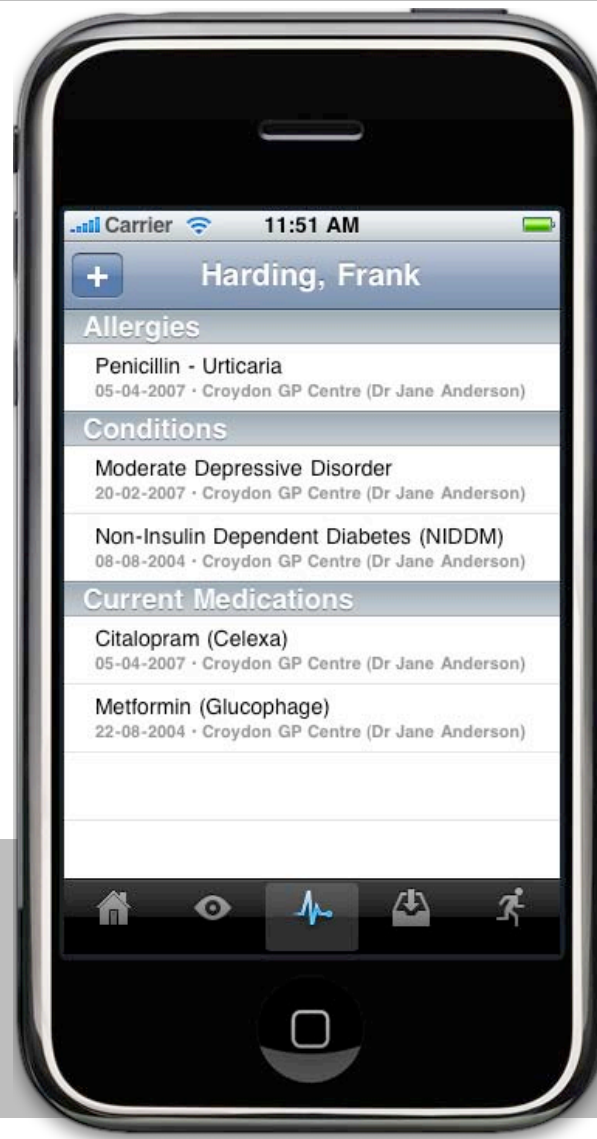 Carrier 11:51 AM
+ Harding, Frank
Allergies
Penicillin - Urticaria
05-04-2007 · Croydon GP Centre (Dr Jane Anderson)
Conditions
Moderate Depressive Disorder
20-02-2007 · Croydon GP Centre (Dr Jane Anderson)
Non-Insulin Dependent Diabetes (NIDDM)
08-08-2004 · Croydon GP Centre (Dr Jane Anderson)
Current Medications
Citalopram (Celexa)
05-04-2007 · Croydon GP Centre (Dr Jane Anderson)
Metformin (Glucophage)
22-08-2004 · Croydon GP Centre (Dr Jane Anderson)